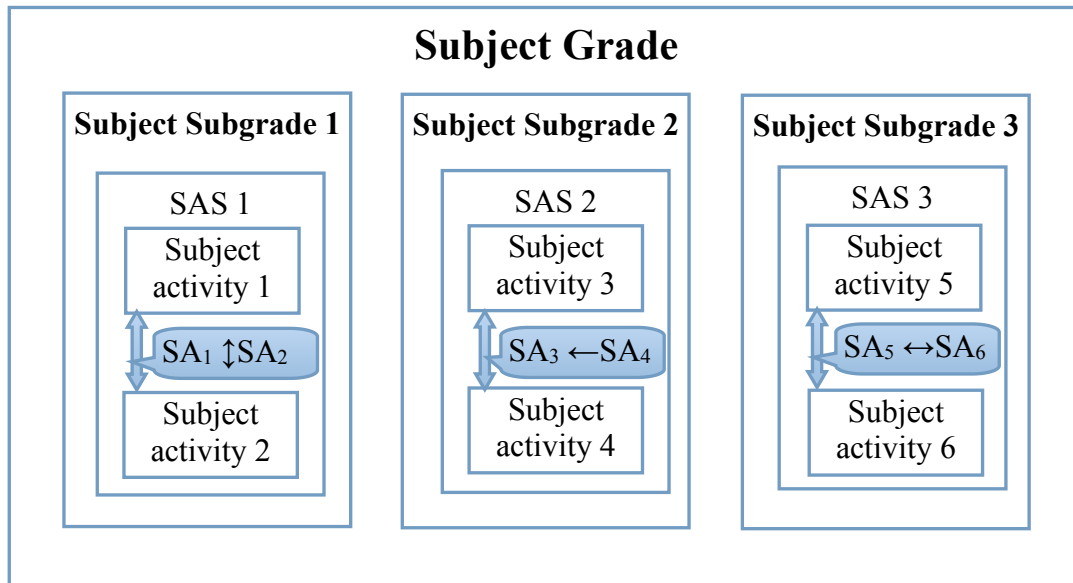 Subject Grade
Subject Subgrade 1
SAS 1
Subject
activity 1
SA₁ ↕SA₂
Subject
activity 2
Subject Subgrade 2
SAS 2
Subject
activity 3
SA₃ ←SA₄
Subject
activity 4
Subject Subgrade 3
SAS 3
Subject
activity 5
SA₅ ↔SA₆
Subject
activity 6